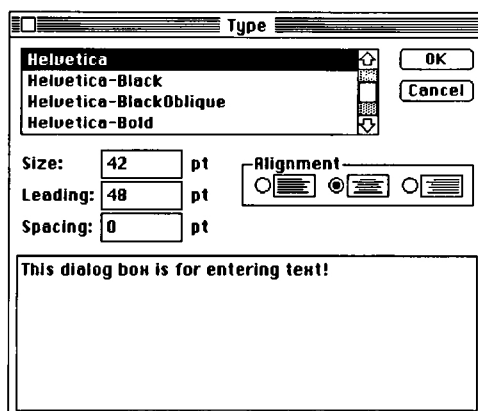 Type
Helvetica
Helvetica-Black
Helvetica-BlackOblique
Helvetica-Bold
OK
Cancel
Size: 42 pt
Leading: 48 pt
Spacing: 0 pt
Alignment
This dialog box is for entering text!